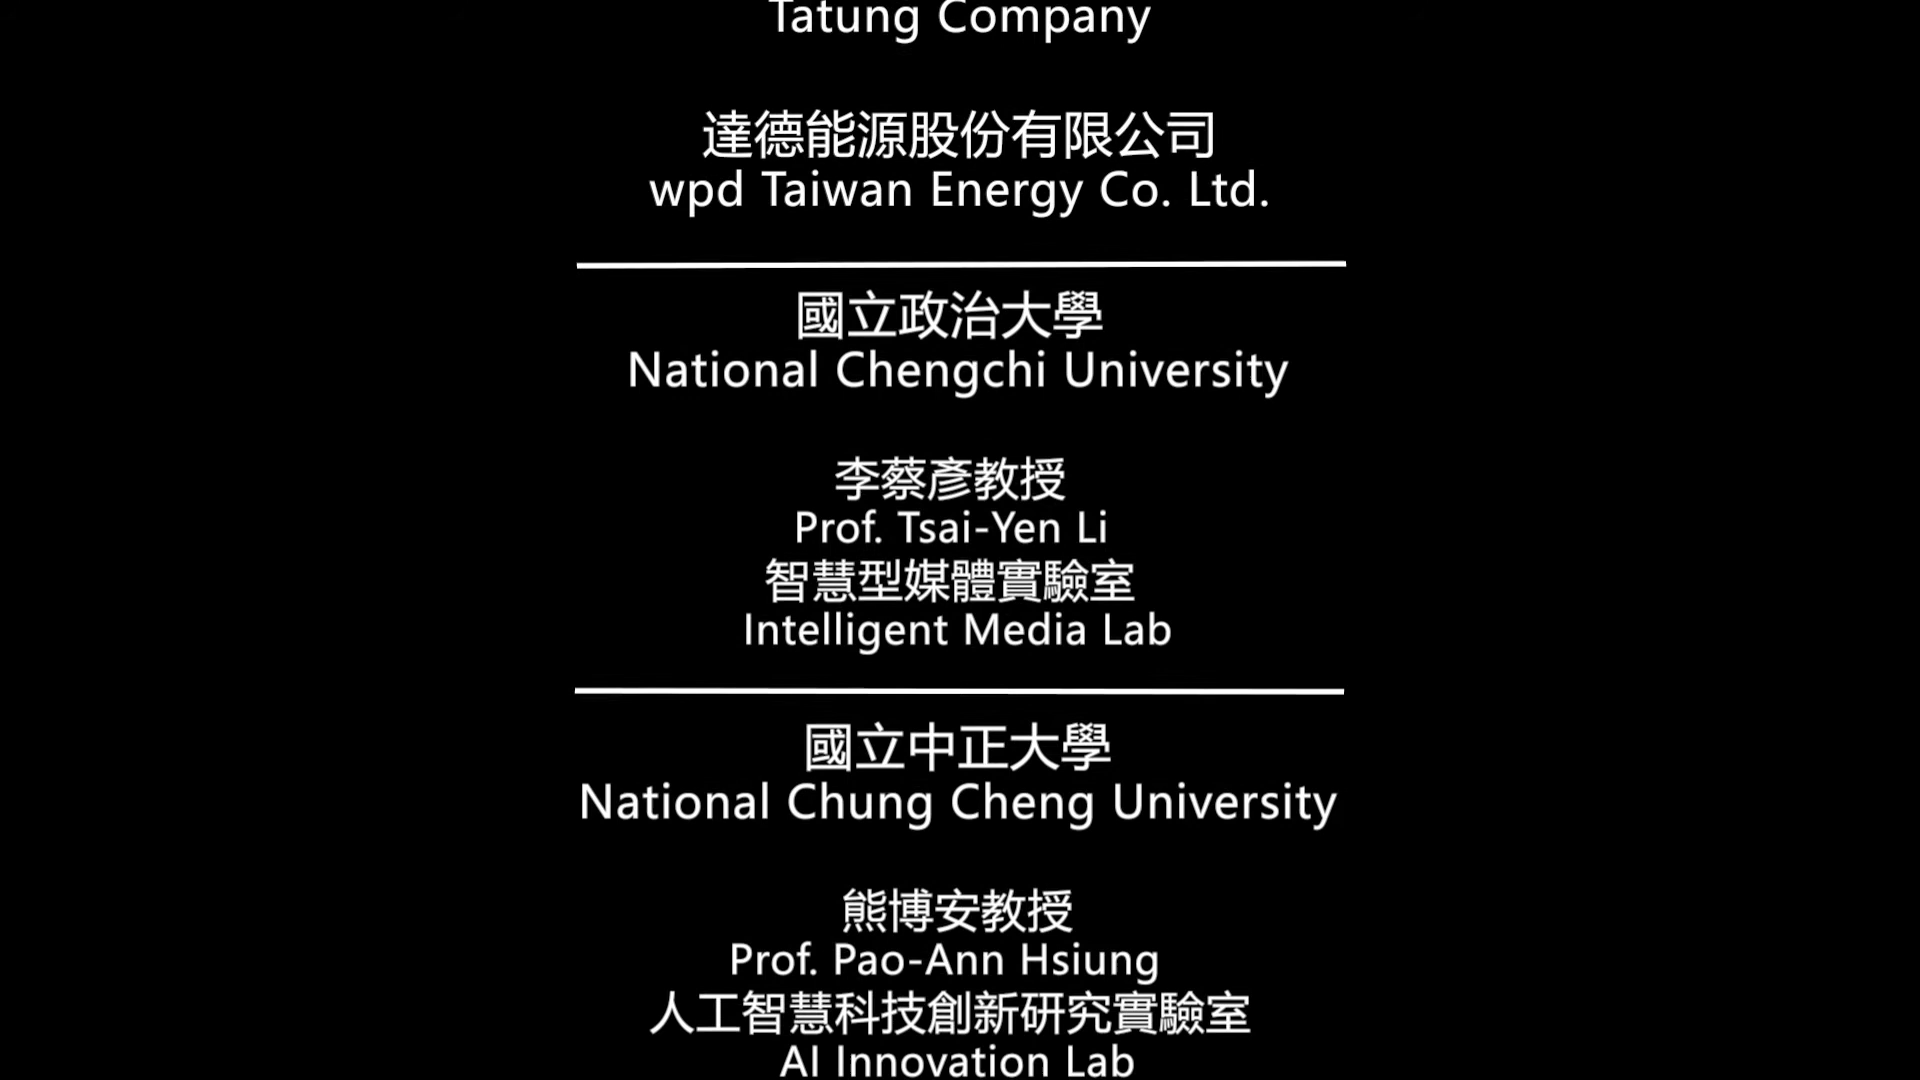 Tatung Company
達德能源股份有限公司
wpd Taiwan Energy Co. Ltd.
國立政治大學
National Chengchi University
李蔡彥教授
Prof. Tsai-Yen Li
智慧型媒體實驗室
Intelligent Media Lab
國立中正大學
National Chung Cheng University
熊博安教授
Prof. Pao-Ann Hsiung
人工智慧科技創新研究實驗室
AI Innovation Lab